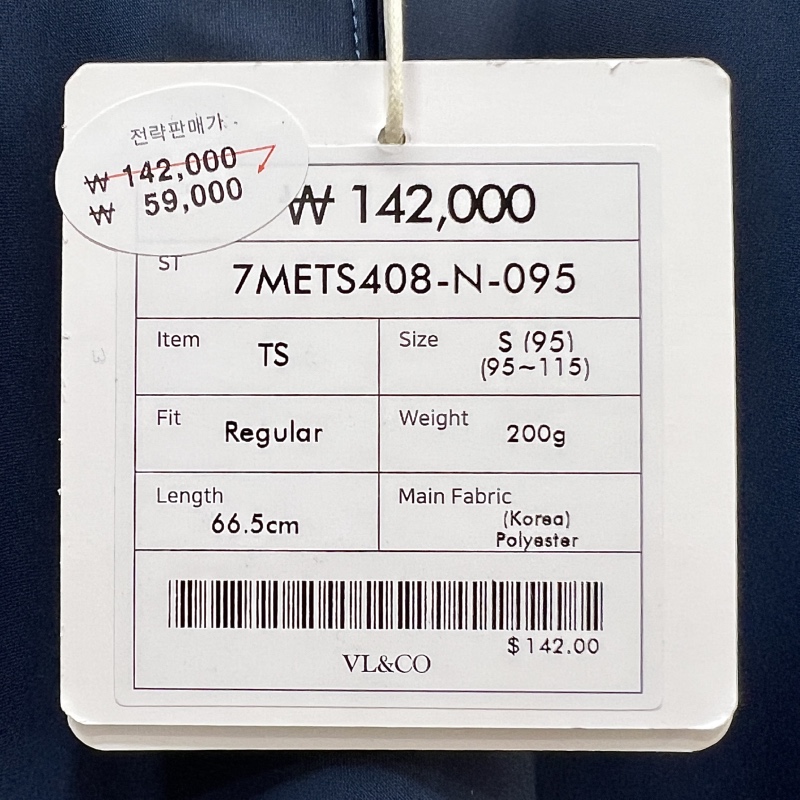 전략판매가
₩ 142,000
₩ 59,000
₩ 142,000
ST
7METS408-N-095
Item TS
Size S (95)
(95~115)
Fit Regular
Weight 200g
Length 66.5cm
Main Fabric
(Korea)
Polyester
$142.00
VL&CO